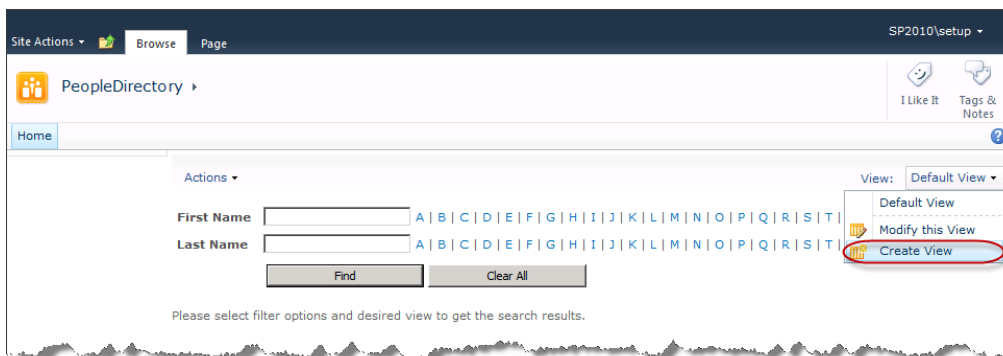 SP2010\setup
Site Actions
Browse
Page
PeopleDirectory
I Like It
Tags & Notes
Home
Actions
View: Default View
Default View
Modify this View
Create View
First Name A | B | C | D | E | F | G | H | I | J | K | L | M | N | O | P | Q | R | S | T |
Last Name A | B | C | D | E | F | G | H | I | J | K | L | M | N | O | P | Q | R | S | T |
Find
Clear All
Please select filter options and desired view to get the search results.